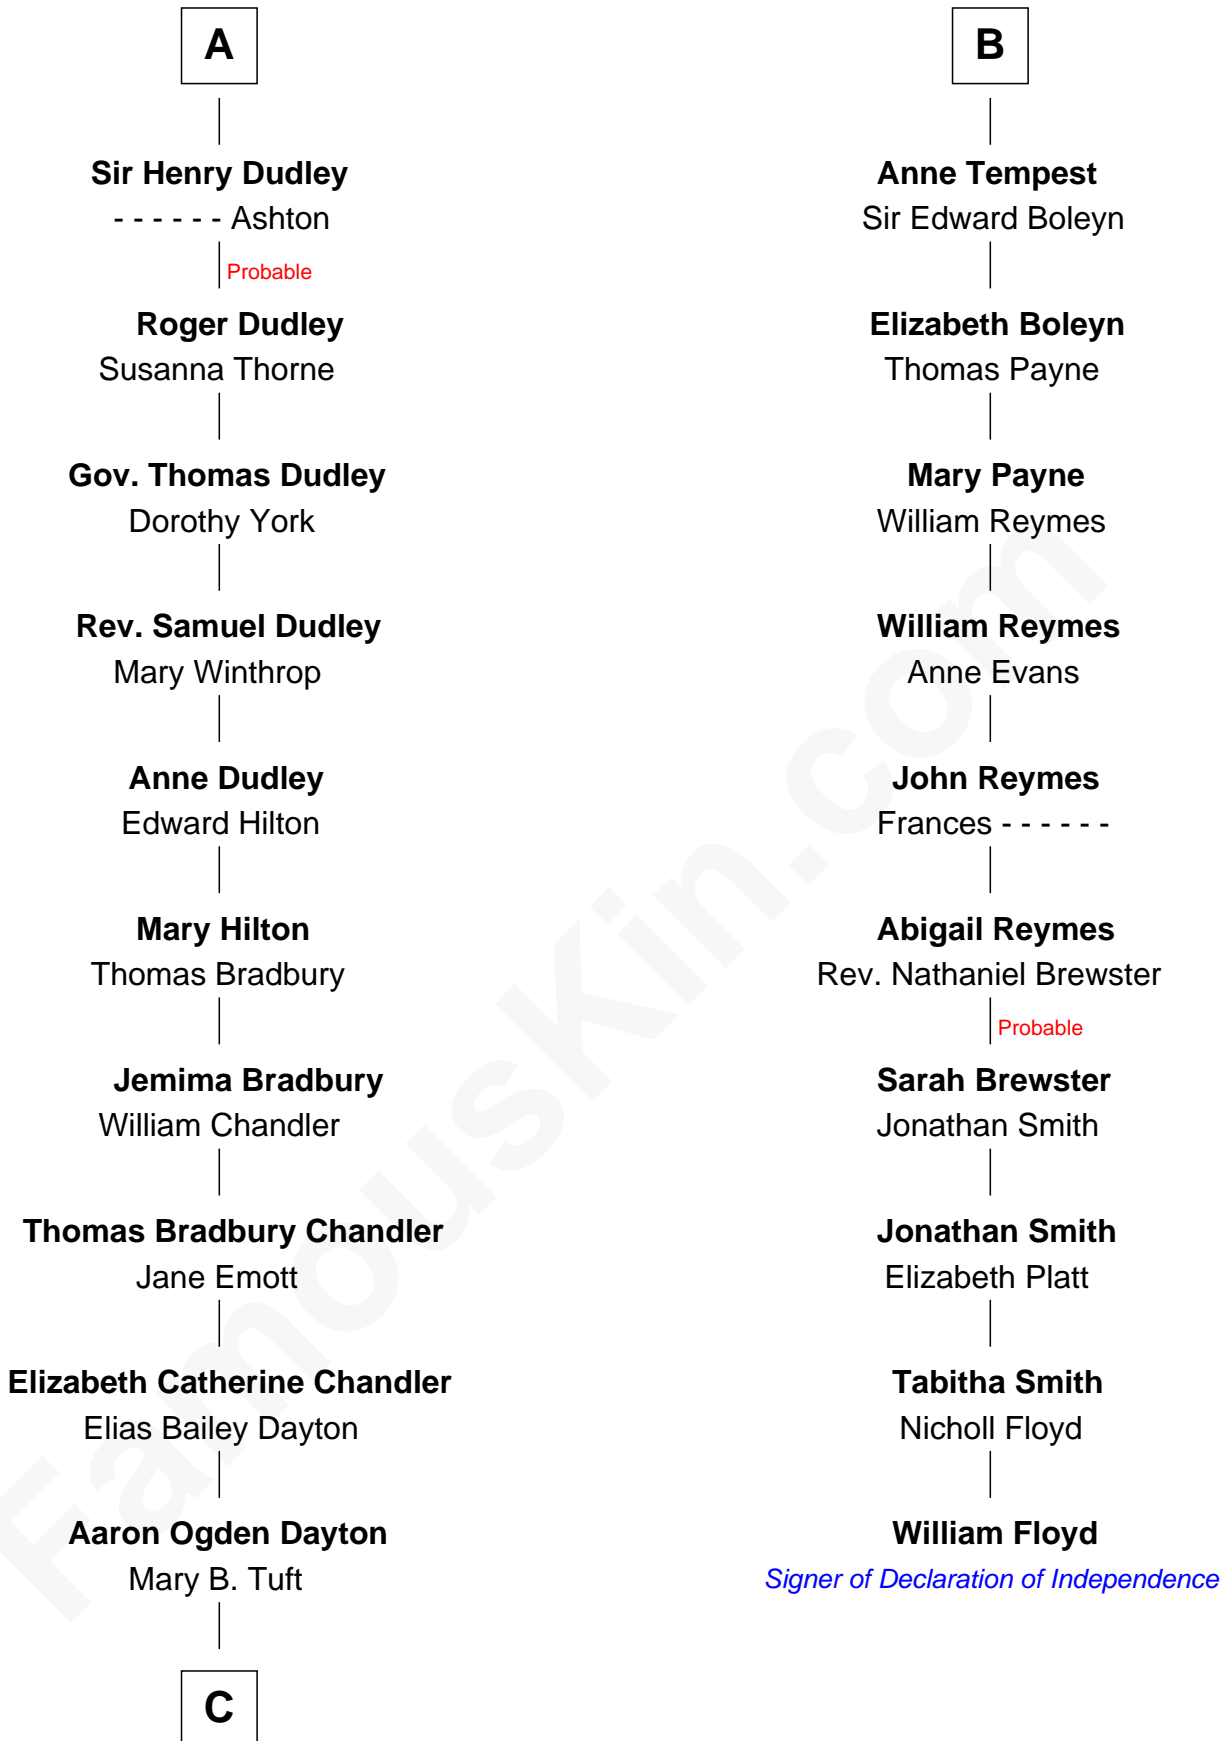 A
Sir Henry Dudley
- - - - - - Ashton
Probable
Roger Dudley
Susanna Thorne
Gov. Thomas Dudley
Dorothy York
Rev. Samuel Dudley
Mary Winthrop
Anne Dudley
Edward Hilton
Mary Hilton
Thomas Bradbury
Jemima Bradbury
William Chandler
Thomas Bradbury Chandler
Jane Emott
Elizabeth Catherine Chandler
Elias Bailey Dayton
Aaron Ogden Dayton
Mary B. Tuft
C
B
Anne Tempest
Sir Edward Boleyn
Elizabeth Boleyn
Thomas Payne
Mary Payne
William Reymes
William Reymes
Anne Evans
John Reymes
Frances - - - - - -
Abigail Reymes
Rev. Nathaniel Brewster
Probable
Sarah Brewster
Jonathan Smith
Jonathan Smith
Elizabeth Platt
Tabitha Smith
Nicholl Floyd
William Floyd
Signer of Declaration of Independence
FamousKin.com